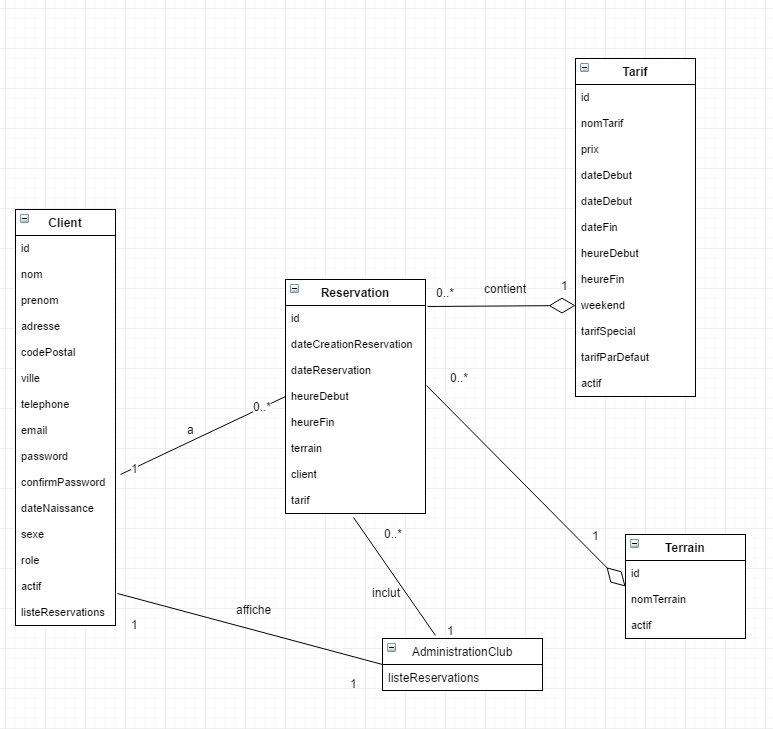 Tarif
id
nomTarif
prix
dateDebut
dateDebut
dateFin
heureDebut
heureFin
weekend
tarifSpecial
tarifParDefaut
actif
Client
id
nom
prenom
adresse
codePostal
ville
telephone
email
password
confirmPassword
dateNaissance
sexe
role
actif
listeReservations
Reservation
id
dateCreationReservation
dateReservation
heureDebut
heureFin
terrain
client
tarif
0..*
contient
1
0..*
1
a
0..*
1
0..*
inclut
1
affiche
1
1
Terrain
id
nomTerrain
actif
AdministrationClub
listeReservations